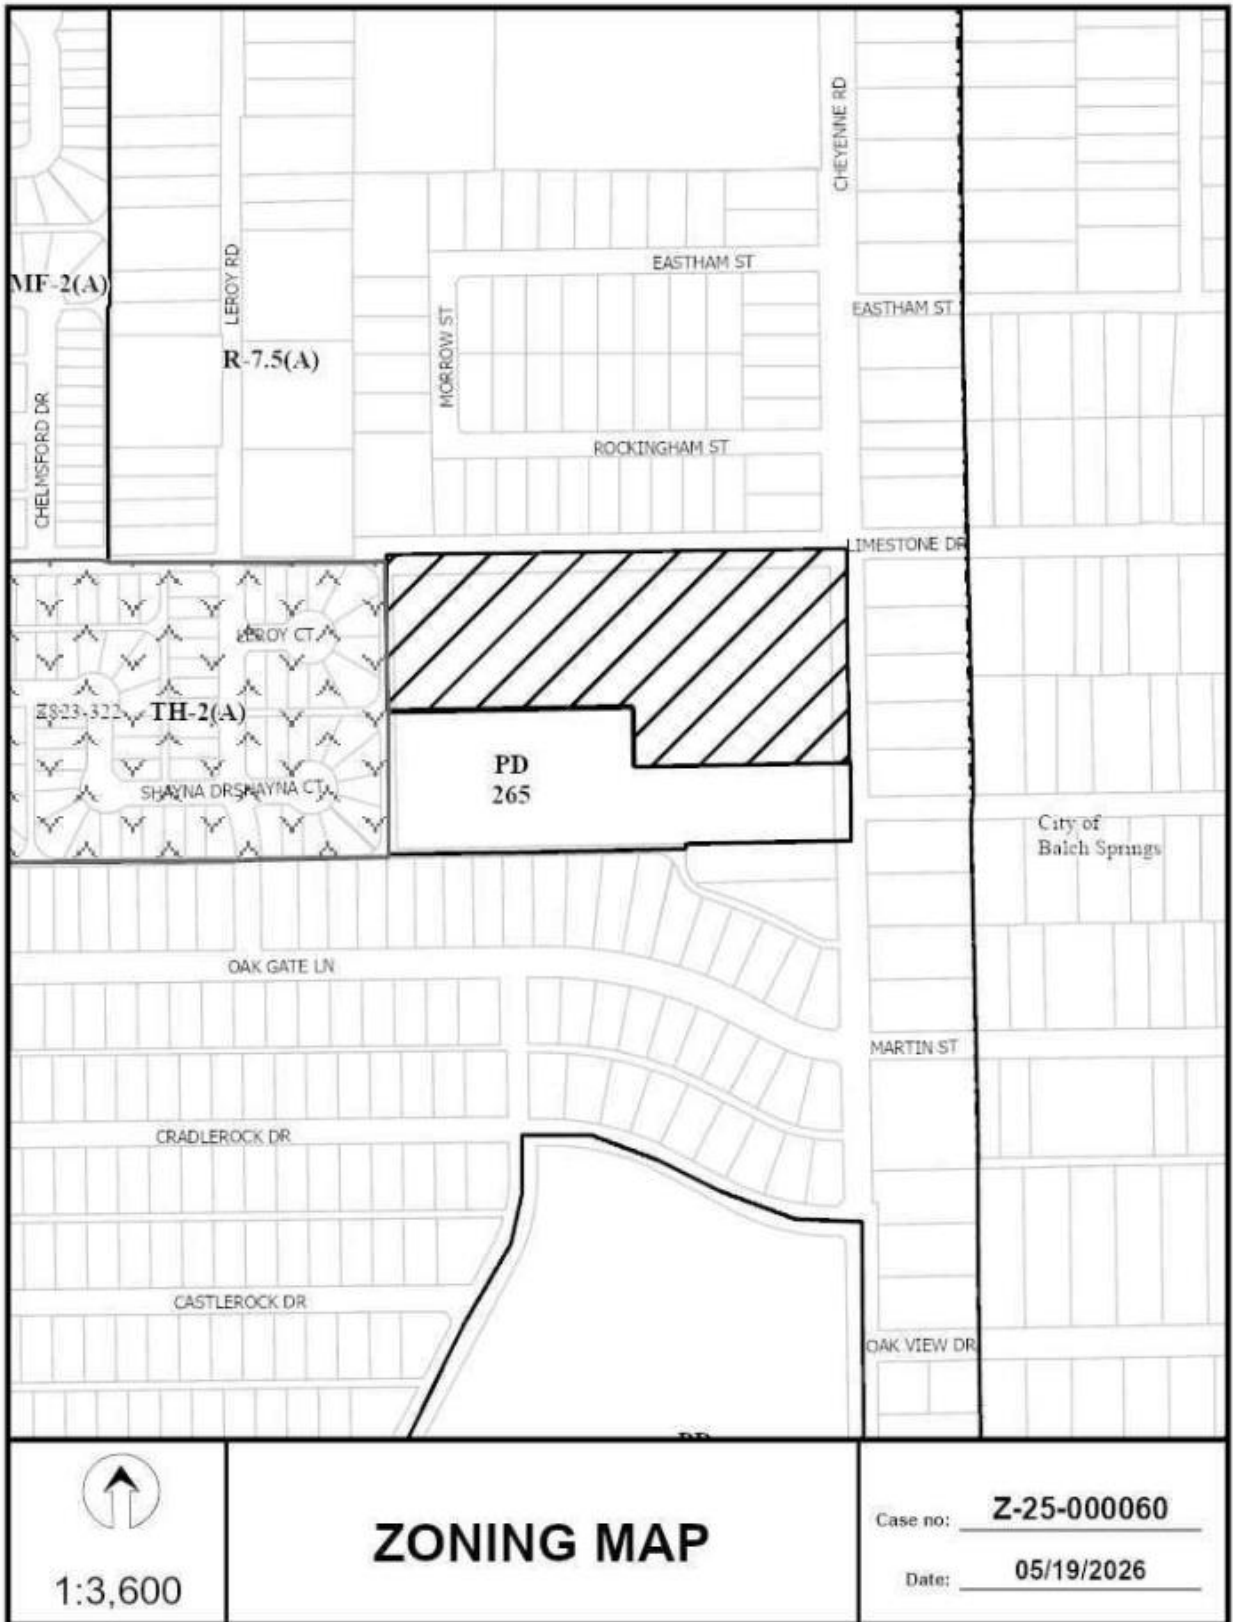 CHEYENNE RD
EASTHAM ST
MF-2(A)
LEROY RD
EASTHAM ST
MORROW ST
R-7.5(A)
CHELMSFORD DR
ROCKINGHAM ST
LIMESTONE DR
LEROY CT
TH-2(A)
PD
265
SHAYNA DR
SHAYNA CT
City of
Balch Springs
OAK GATE LN
MARTIN ST
CRADLEROCK DR
CASTLEROCK DR
OAK VIEW DR
1:3,600
ZONING MAP
Case no: Z-25-000060
Date: 05/19/2026